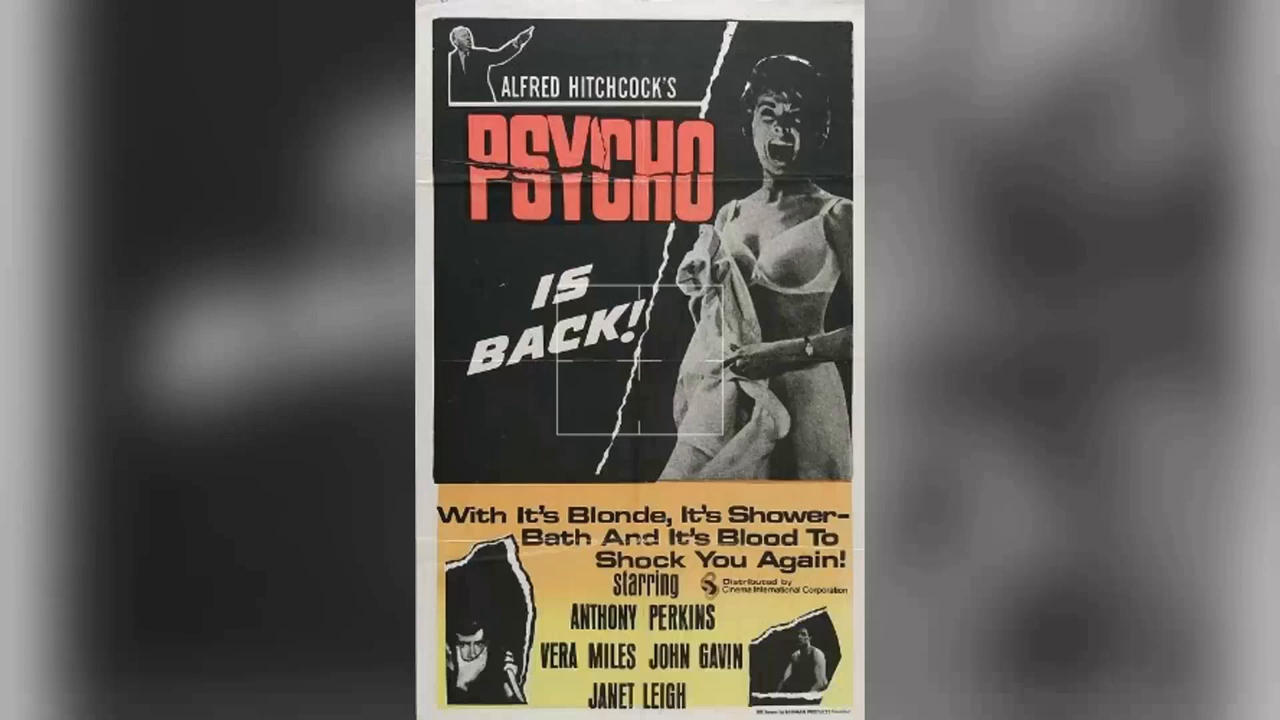 ALFRED HITCHCOCK'S
PSYCHO
IS
BACK!
With It's Blonde, It's Shower-
Bath And It's Blood To
Shock You Again!
starring
Distributed by
Cinema International Corporation
ANTHONY PERKINS
VERA MILES JOHN GAVIN
JANET LEIGH